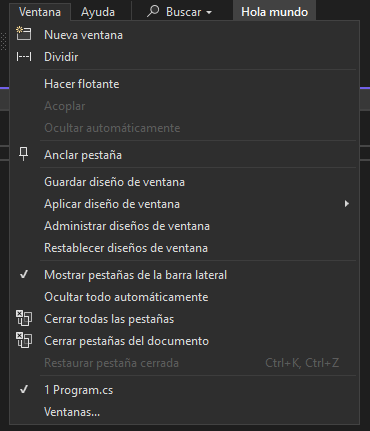 Ventana Ayuda Buscar Hola mundo
Nueva ventana
Dividir
Hacer flotante
Acoplar
Ocultar automáticamente
Anclar pestaña
Guardar diseño de ventana
Aplicar diseño de ventana
Administrar diseños de ventana
Restablecer diseños de ventana
Mostrar pestañas de la barra lateral
Ocultar todo automáticamente
Cerrar todas las pestañas
Cerrar pestañas del documento
Restaurar pestaña cerrada Ctrl+K, Ctrl+Z
1 Program.cs
Ventanas...